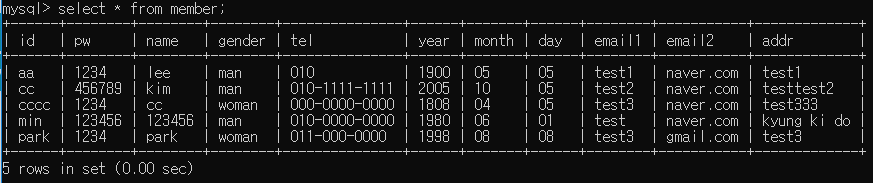 mysql> select * from member;
+------+--------+--------+--------+---------------+------+-------+-----+--------+-----------+-------------+
| id | pw | name | gender | tel | year | month | day | email1 | email2 | addr |
+------+--------+--------+--------+---------------+------+-------+-----+--------+-----------+-------------+
| aa | 1234 | lee | man | 010 | 1900 | 05 | 05 | test1 | naver.com | test1 |
| cc | 456789 | kim | man | 010-1111-1111 | 2005 | 10 | 05 | test2 | naver.com | testtest2 |
| cccc | 1234 | cc | woman | 000-0000-0000 | 1808 | 04 | 05 | test3 | naver.com | test333 |
| min | 123456 | 123456 | man | 010-0000-0000 | 1980 | 06 | 01 | test | naver.com | kyung ki do |
| park | 1234 | park | woman | 011-000-0000 | 1998 | 08 | 08 | test3 | gmail.com | test3 |
+------+--------+--------+--------+---------------+------+-------+-----+--------+-----------+-------------+
5 rows in set (0.00 sec)